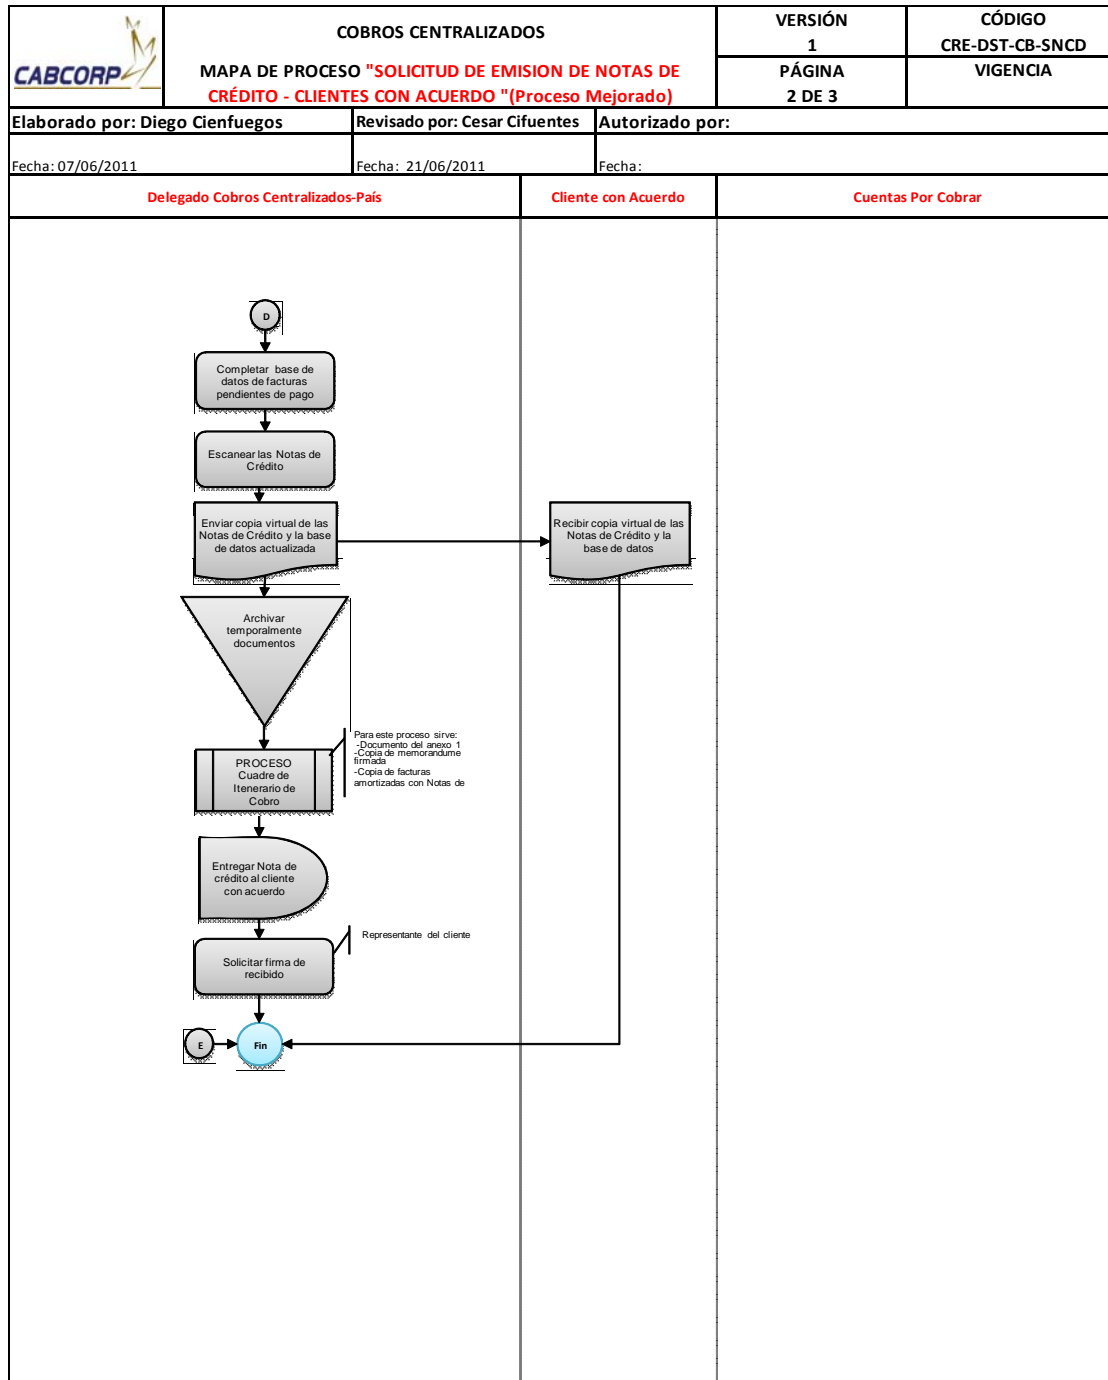 CABCORP
COBROS CENTRALIZADOS
MAPA DE PROCESO "SOLICITUD DE EMISION DE NOTAS DE
CRÉDITO - CLIENTES CON ACUERDO "(Proceso Mejorado)
VERSIÓN
1
CÓDIGO
CRE-DST-CB-SNCD
PÁGINA
2 DE 3
VIGENCIA
Elaborado por: Diego Cienfuegos
Revisado por: Cesar Cifuentes
Autorizado por:
Fecha: 07/06/2011
Fecha: 21/06/2011
Fecha:
Delegado Cobros Centralizados-País
Cliente con Acuerdo
Cuentas Por Cobrar
D
Completar base de
datos de facturas
pendientes de pago
Escanear las Notas de
Crédito
Enviar copia virtual de las
Notas de Crédito y la base
de datos actualizada
Recibir copia virtual de las
Notas de Crédito y la
base de datos
Archivar
temporalmente
documentos
Para este proceso sirve:
-Documento del anexo 1
-Copia de memorandume
firmada
-Copia de facturas
amortizadas con Notas de
PROCESO
Cuadre de
Itenerario de
Cobro
Entregar Nota de
crédito al cliente
con acuerdo
Representante del cliente
Solicitar firma de
recibido
E
Fin